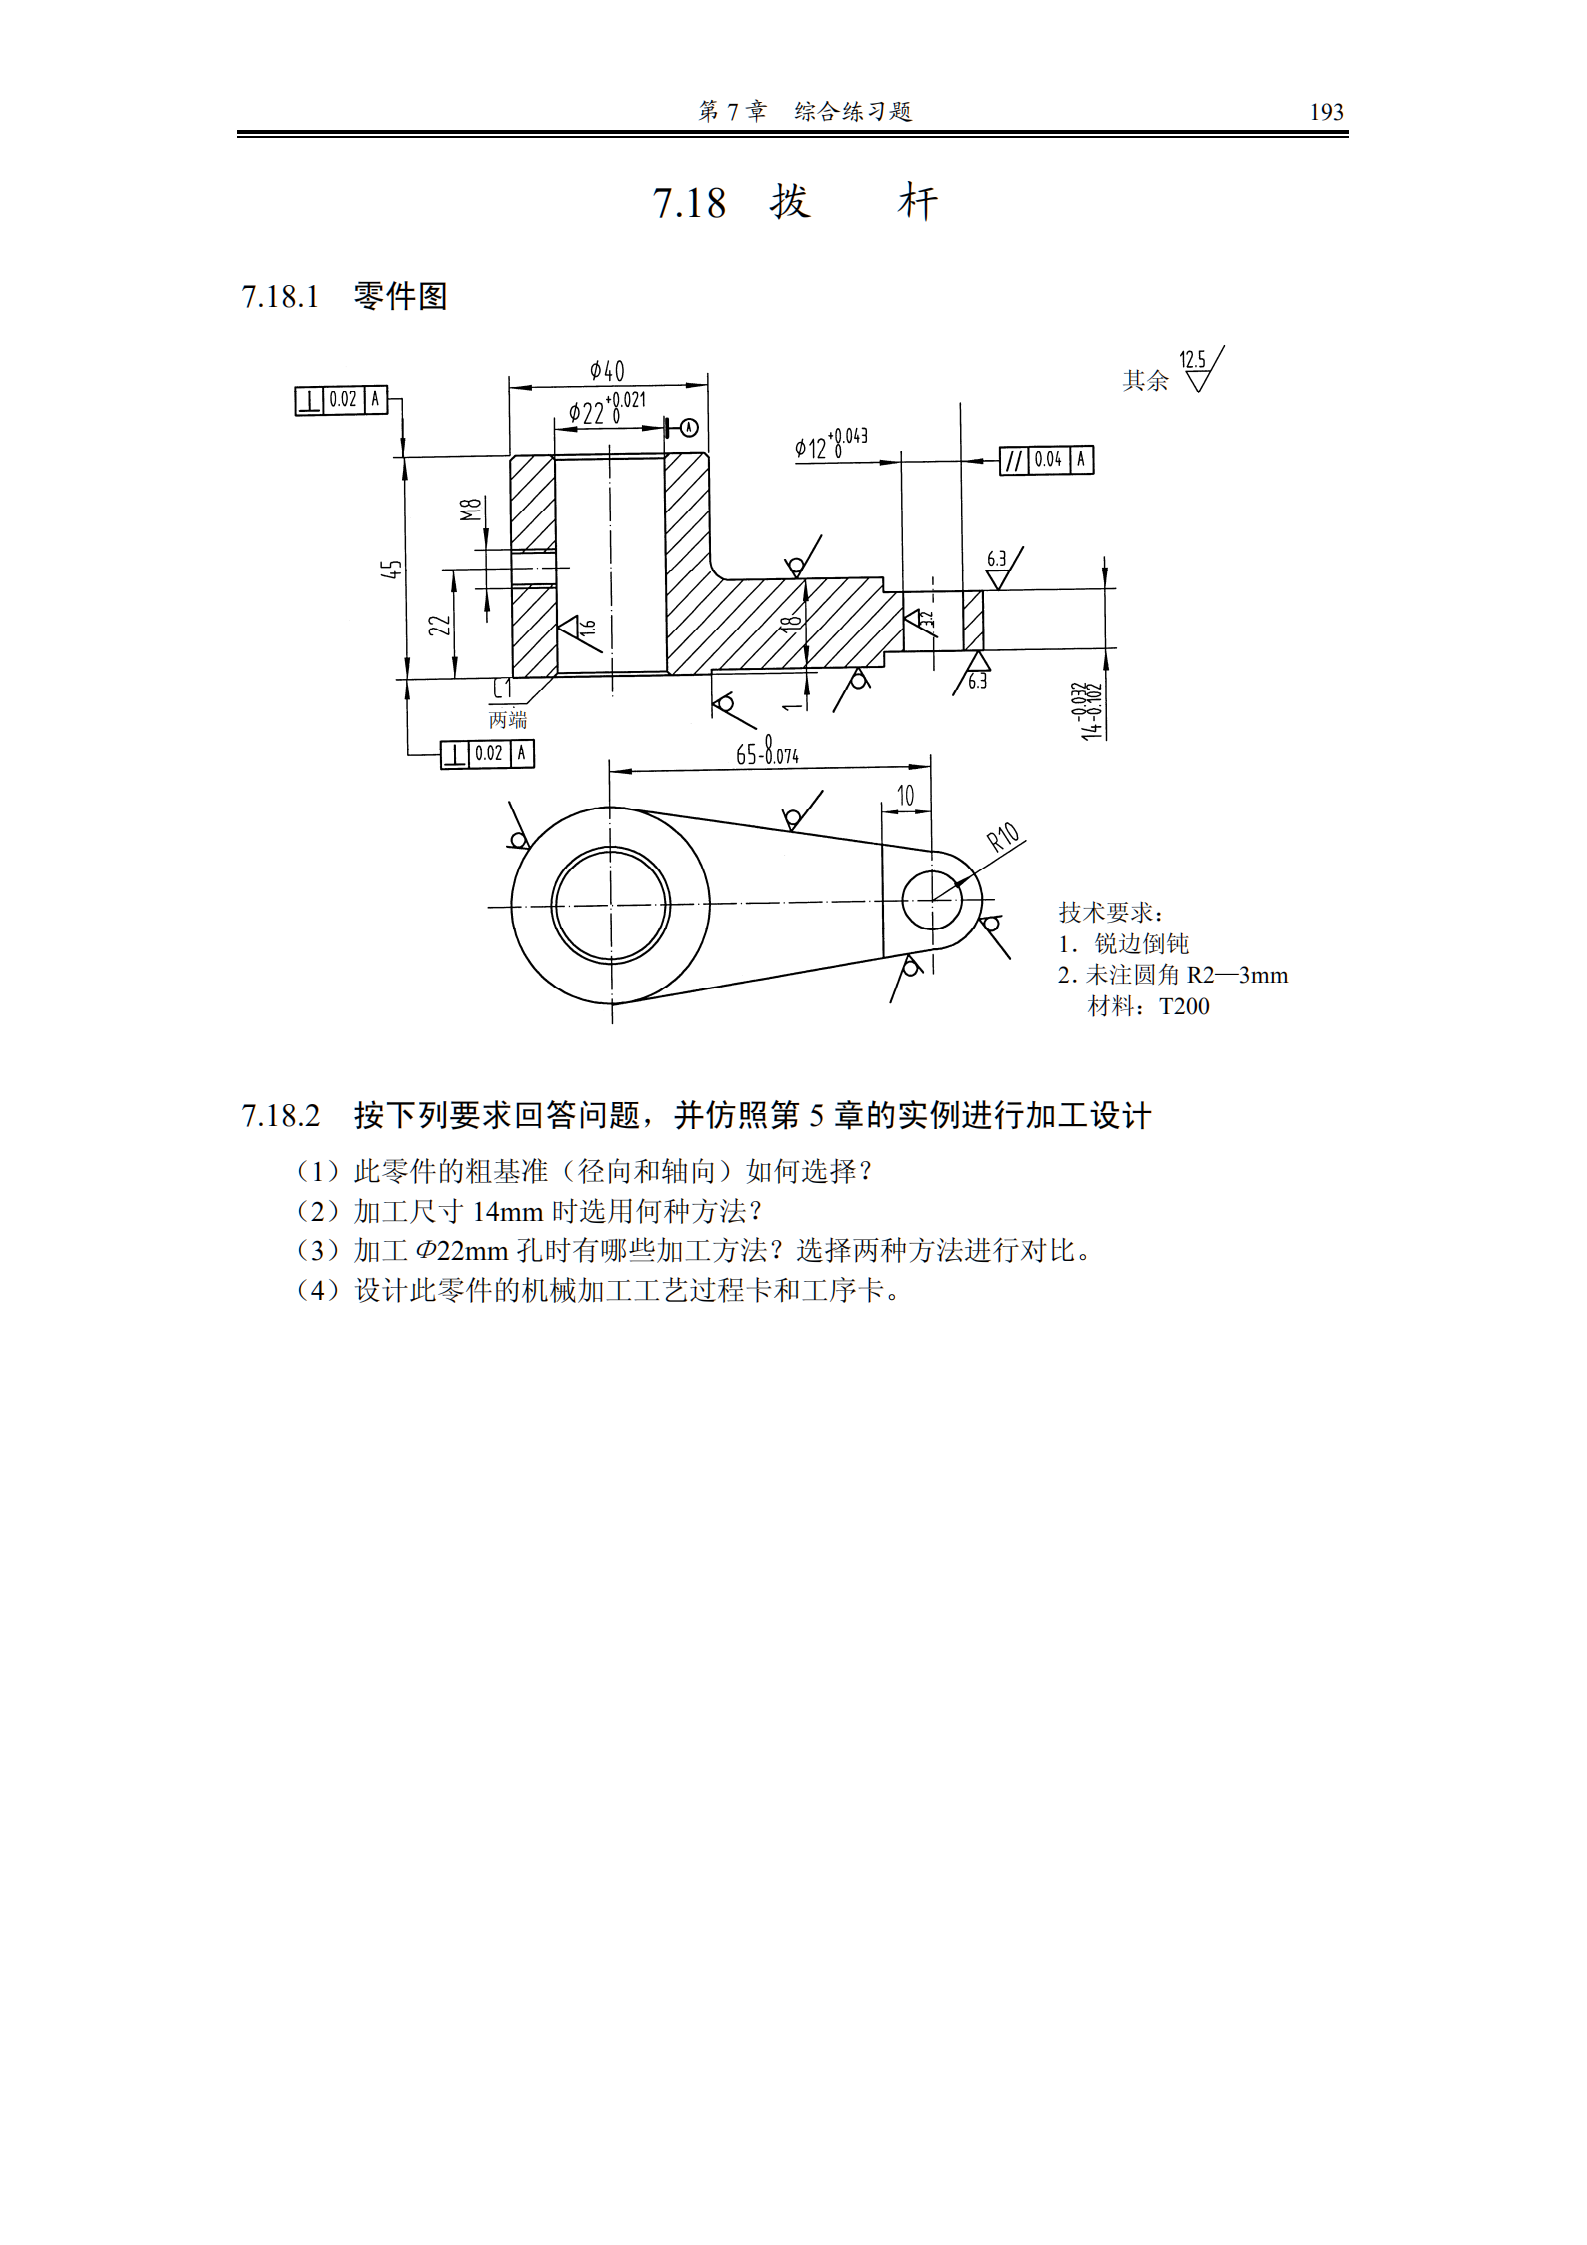 第 7 章 综合练习题 193
7.18 拨 杆
7.18.1 零件图
其余 12.5
⊥ 0.02 A
Φ40
Φ22 +0.021 0
A
Φ12 +0.043 0
// 0.04 A
M8
45
22
1.6
18
3.2
6.3
6.3
C1
两端
1
14 -0.032 -0.102
⊥ 0.02 A
65 0 -0.074
10
R10
技术要求：
1．锐边倒钝
2．未注圆角 R2—3mm
材料：T200
7.18.2 按下列要求回答问题，并仿照第 5 章的实例进行加工设计
（1）此零件的粗基准（径向和轴向）如何选择？
（2）加工尺寸 14mm 时选用何种方法？
（3）加工 Φ22mm 孔时有哪些加工方法？选择两种方法进行对比。
（4）设计此零件的机械加工工艺过程卡和工序卡。